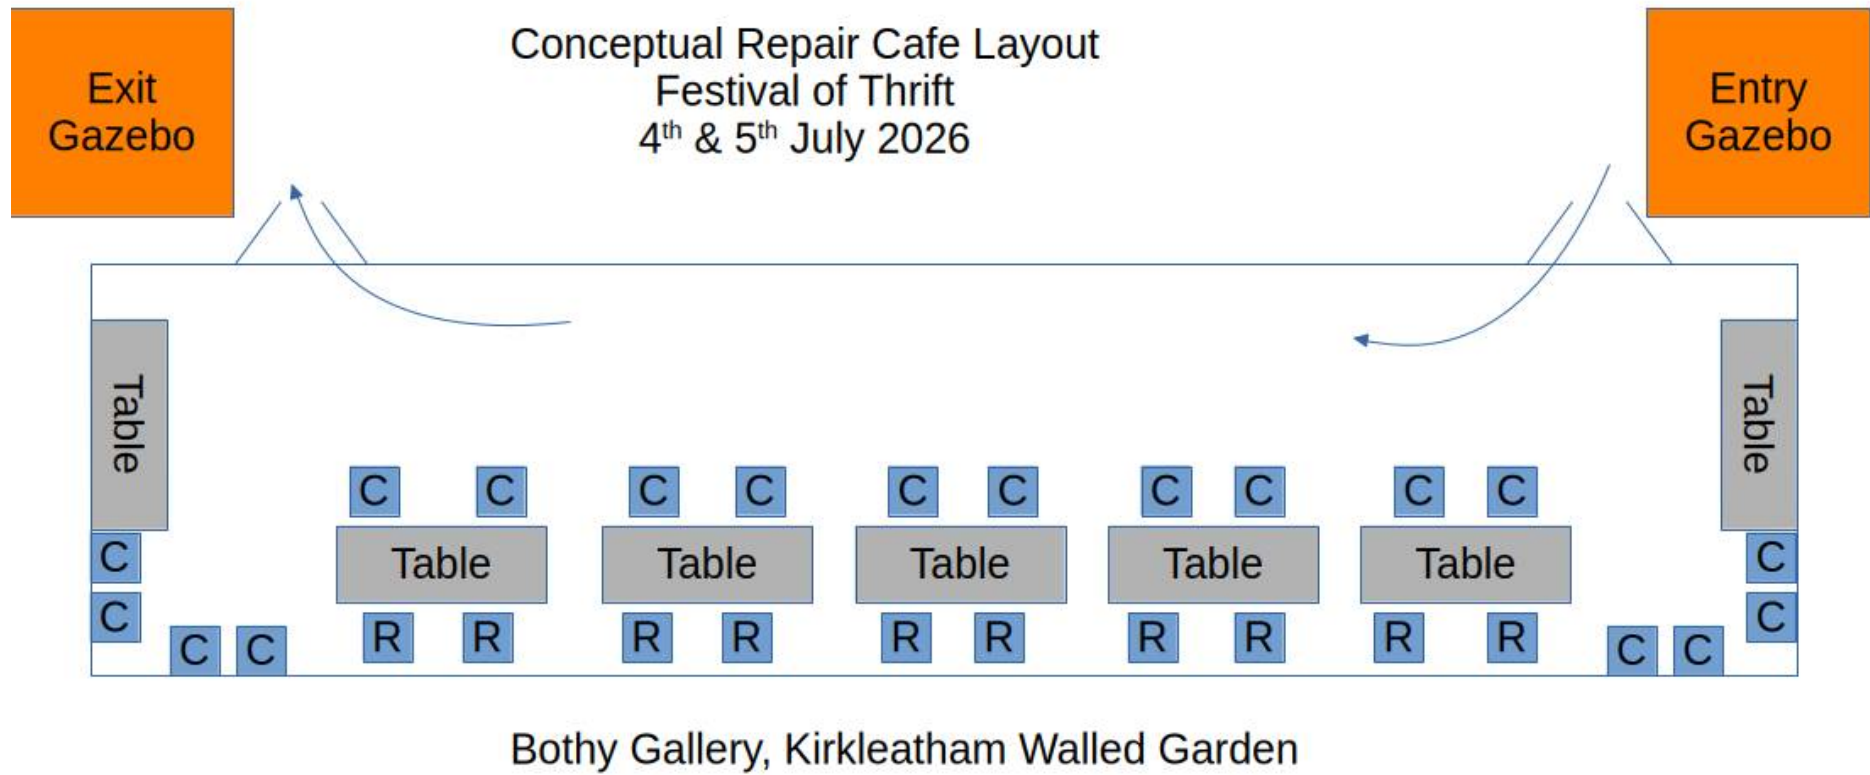 Exit
Gazebo
Conceptual Repair Cafe Layout
Festival of Thrift
4th & 5th July 2026
Entry
Gazebo
Table
Table
C C C C C C C C C C
Table Table Table Table Table
C
C
C C
R R R R R R R R R R
C
C
C C
Bothy Gallery, Kirkleatham Walled Garden